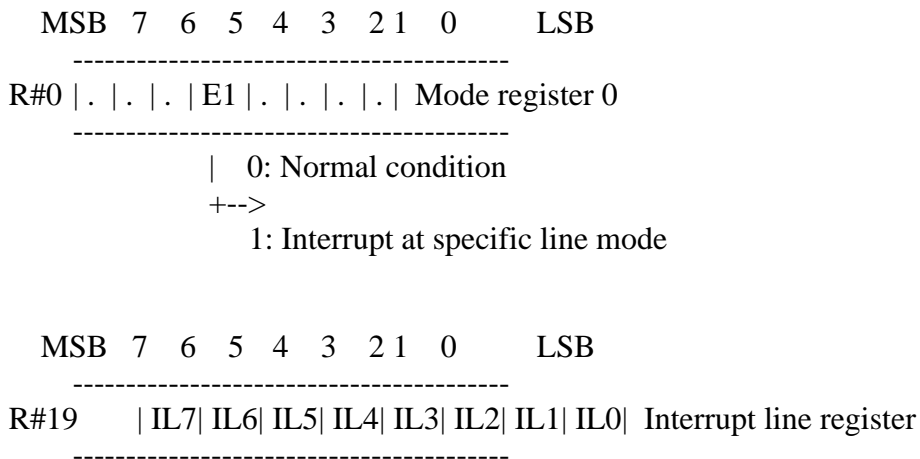 MSB 7 6 5 4 3 2 1 0 LSB
-----------------------------------------
R#0 | . | . | . | E1 | . | . | . | . | Mode register 0
-----------------------------------------
| 0: Normal condition
+-->
1: Interrupt at specific line mode
MSB 7 6 5 4 3 2 1 0 LSB
-----------------------------------------
R#19 | IL7| IL6| IL5| IL4| IL3| IL2| IL1| IL0| Interrupt line register
-----------------------------------------